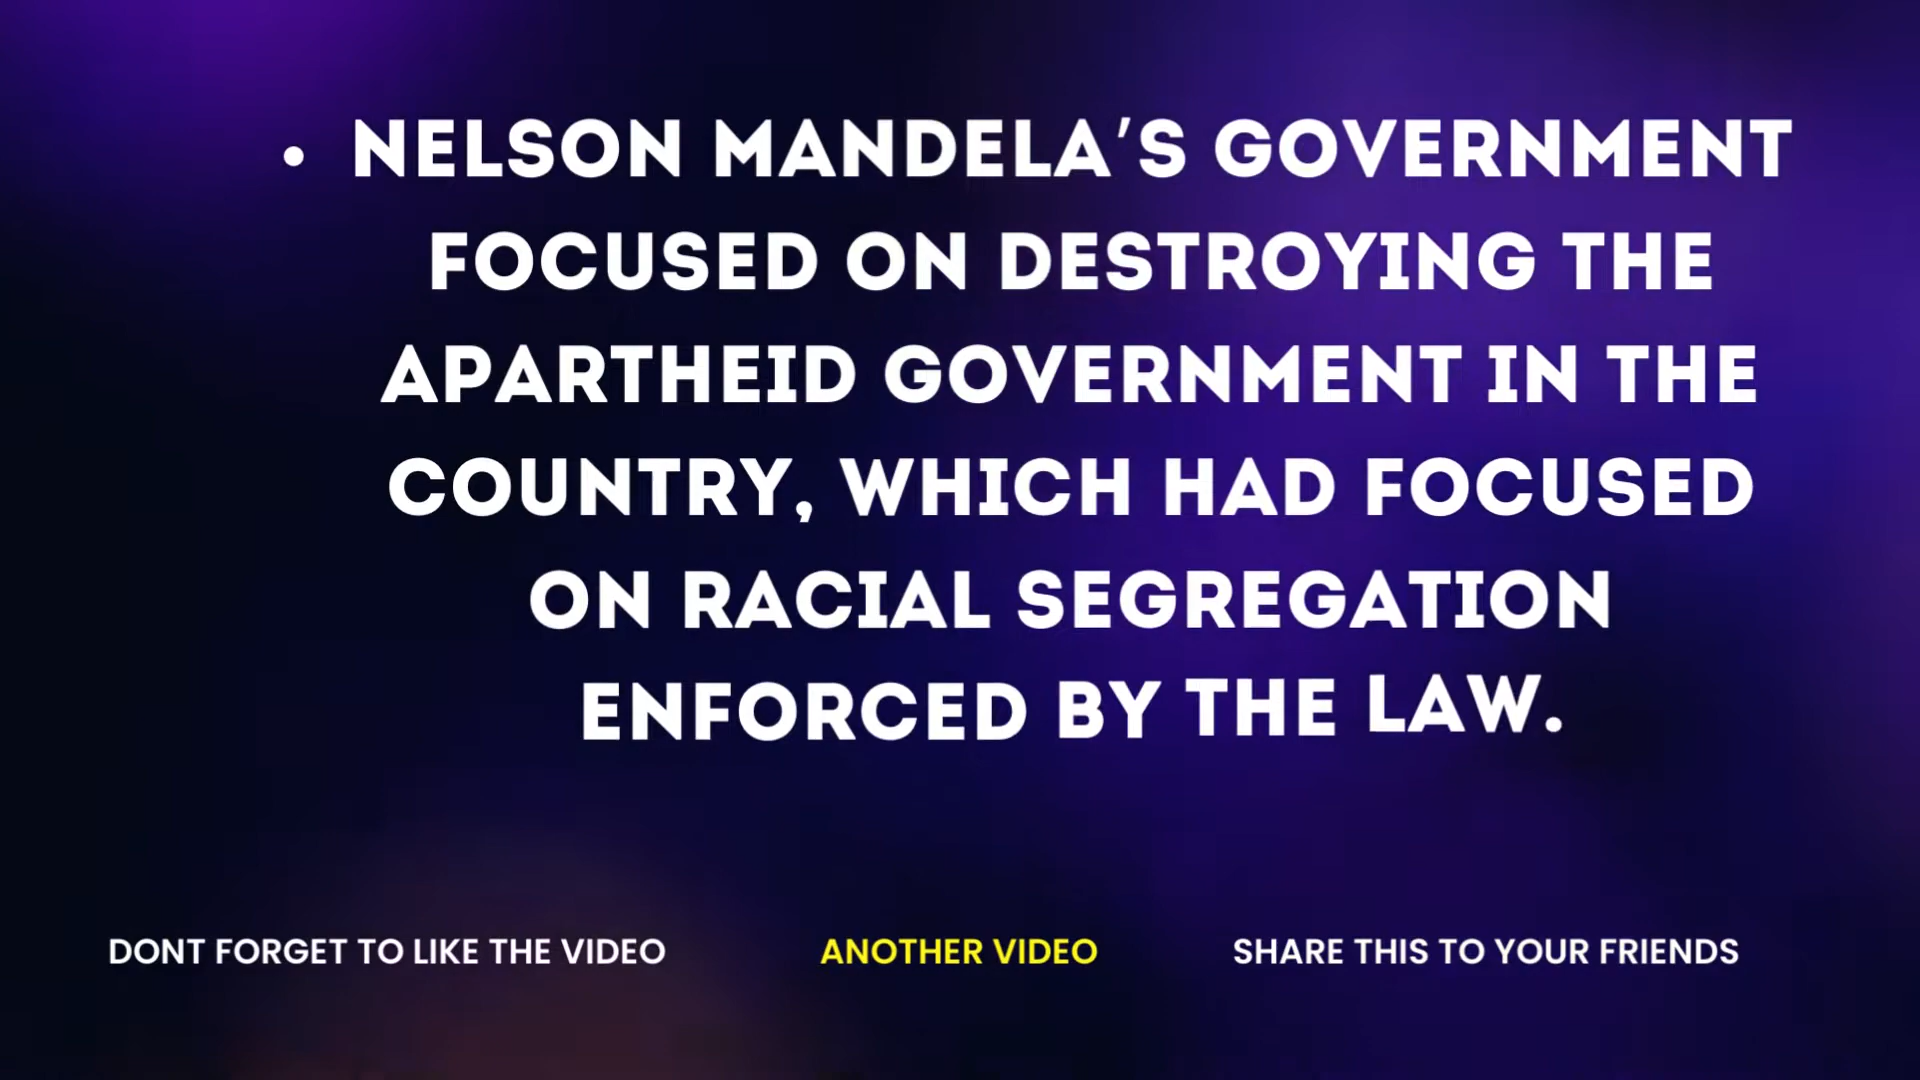 • NELSON MANDELA’S GOVERNMENT
FOCUSED ON DESTROYING THE
APARTHEID GOVERNMENT IN THE
COUNTRY, WHICH HAD FOCUSED
ON RACIAL SEGREGATION
ENFORCED BY THE LAW.
DONT FORGET TO LIKE THE VIDEO
ANOTHER VIDEO
SHARE THIS TO YOUR FRIENDS